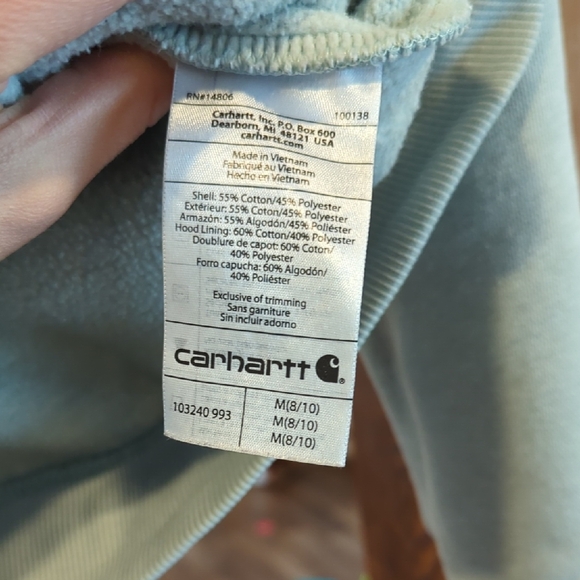 RN#14806
100138
Carhartt, Inc. P.O. Box 600
Dearborn, MI 48121 USA
carhartt.com
Made in Vietnam
Fabriqué au Vietnam
Hecho en Vietnam
Shell: 55% Cotton/45% Polyester
Extérieur: 55% Coton/45% Polyester
Armazón: 55% Algodón/45% Poliéster
Hood Lining: 60% Cotton/40% Polyester
Doublure de capot: 60% Coton/
40% Polyester
Forro capucha: 60% Algodón/
40% Poliéster
Exclusive of trimming
Sans garniture
Sin incluir adorno
carhartt
103240 993
M(8/10)
M(8/10)
M(8/10)